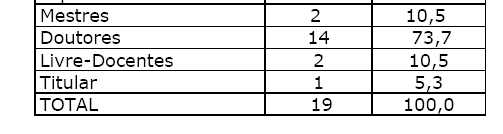 Mestres 2 10,5
Doutores 14 73,7
Livre-Docentes 2 10,5
Titular 1 5,3
TOTAL 19 100,0